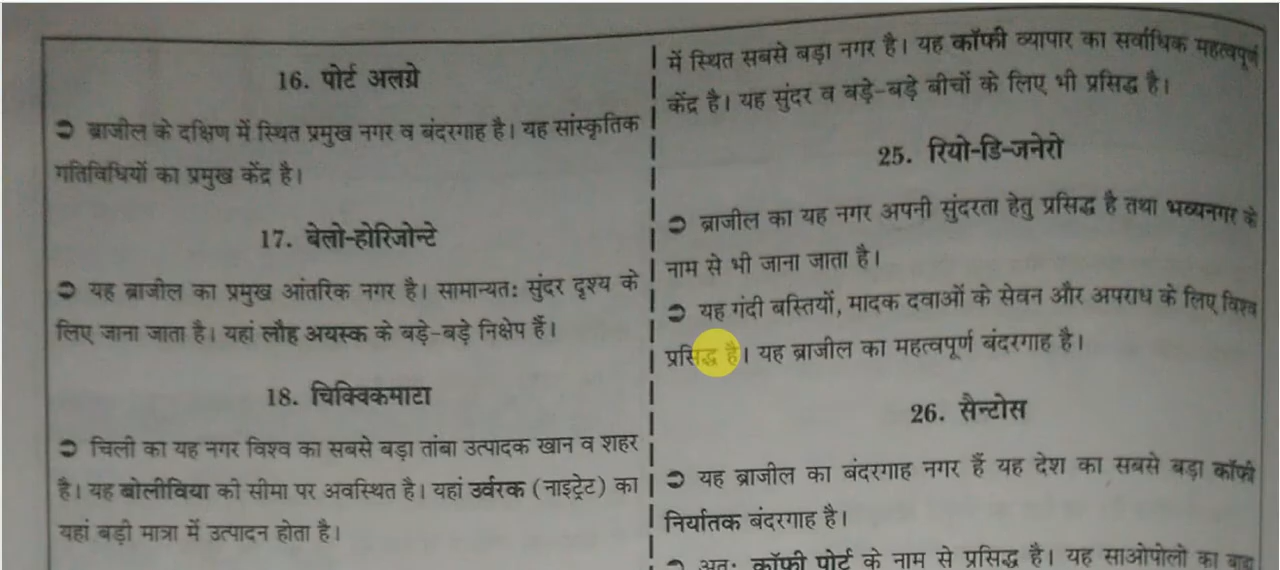 16. पोर्ट अलग्रे
➲ ब्राजील के दक्षिण में स्थित प्रमुख नगर व बंदरगाह है। यह सांस्कृतिक
गतिविधियों का प्रमुख केंद्र है।
17. बेलो-होरिजोन्टे
➲ यह ब्राजील का प्रमुख आंतरिक नगर है। सामान्यतः सुंदर दृश्य के
लिए जाना जाता है। यहां लौह अयस्क के बड़े-बड़े निक्षेप हैं।
18. चिक्विकमाटा
➲ चिली का यह नगर विश्व का सबसे बड़ा तांबा उत्पादक खान व शहर
है। यह बोलीविया की सीमा पर अवस्थित है। यहां उर्वरक (नाइट्रेट) का
यहां बड़ी मात्रा में उत्पादन होता है।
में स्थित सबसे बड़ा नगर है। यह कॉफी व्यापार का सर्वाधिक महत्वपूर्ण
केंद्र है। यह सुंदर व बड़े-बड़े बीचों के लिए भी प्रसिद्ध है।
25. रियो-डि-जनेरो
➲ ब्राजील का यह नगर अपनी सुंदरता हेतु प्रसिद्ध है तथा भव्यनगर के
नाम से भी जाना जाता है।
➲ यह गंदी बस्तियों, मादक दवाओं के सेवन और अपराध के लिए विश्व
प्रसिद्ध है। यह ब्राजील का महत्वपूर्ण बंदरगाह है।
26. सैन्टोस
➲ यह ब्राजील का बंदरगाह नगर हैं यह देश का सबसे बड़ा कॉफी
निर्यातक बंदरगाह है।
➲ अतः कॉफी पोर्ट के नाम से प्रसिद्ध है। यह साओपोलो का